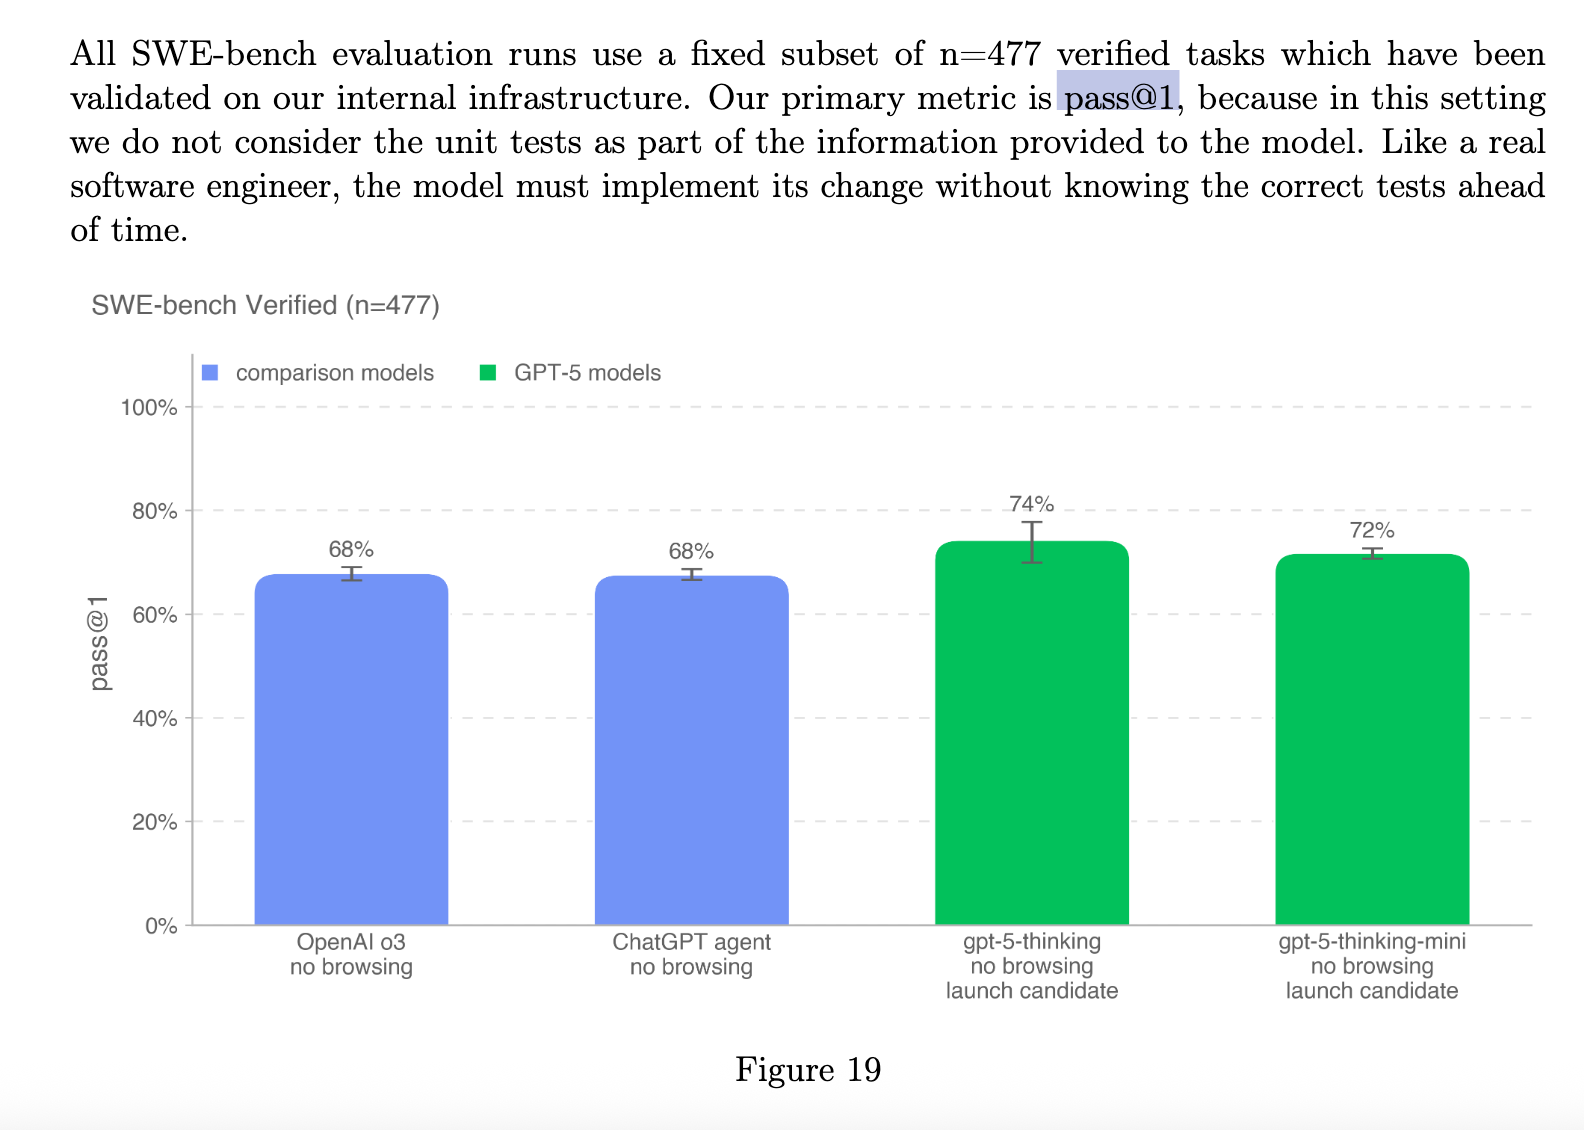 All SWE-bench evaluation runs use a fixed subset of n=477 verified tasks which have been
validated on our internal infrastructure. Our primary metric is pass@1, because in this setting
we do not consider the unit tests as part of the information provided to the model. Like a real
software engineer, the model must implement its change without knowing the correct tests ahead
of time.
SWE-bench Verified (n=477)
comparison models GPT-5 models
100%
80%
60%
40%
20%
0%
pass@1
68%
68%
74%
72%
OpenAI o3
no browsing
ChatGPT agent
no browsing
gpt-5-thinking
no browsing
launch candidate
gpt-5-thinking-mini
no browsing
launch candidate
Figure 19